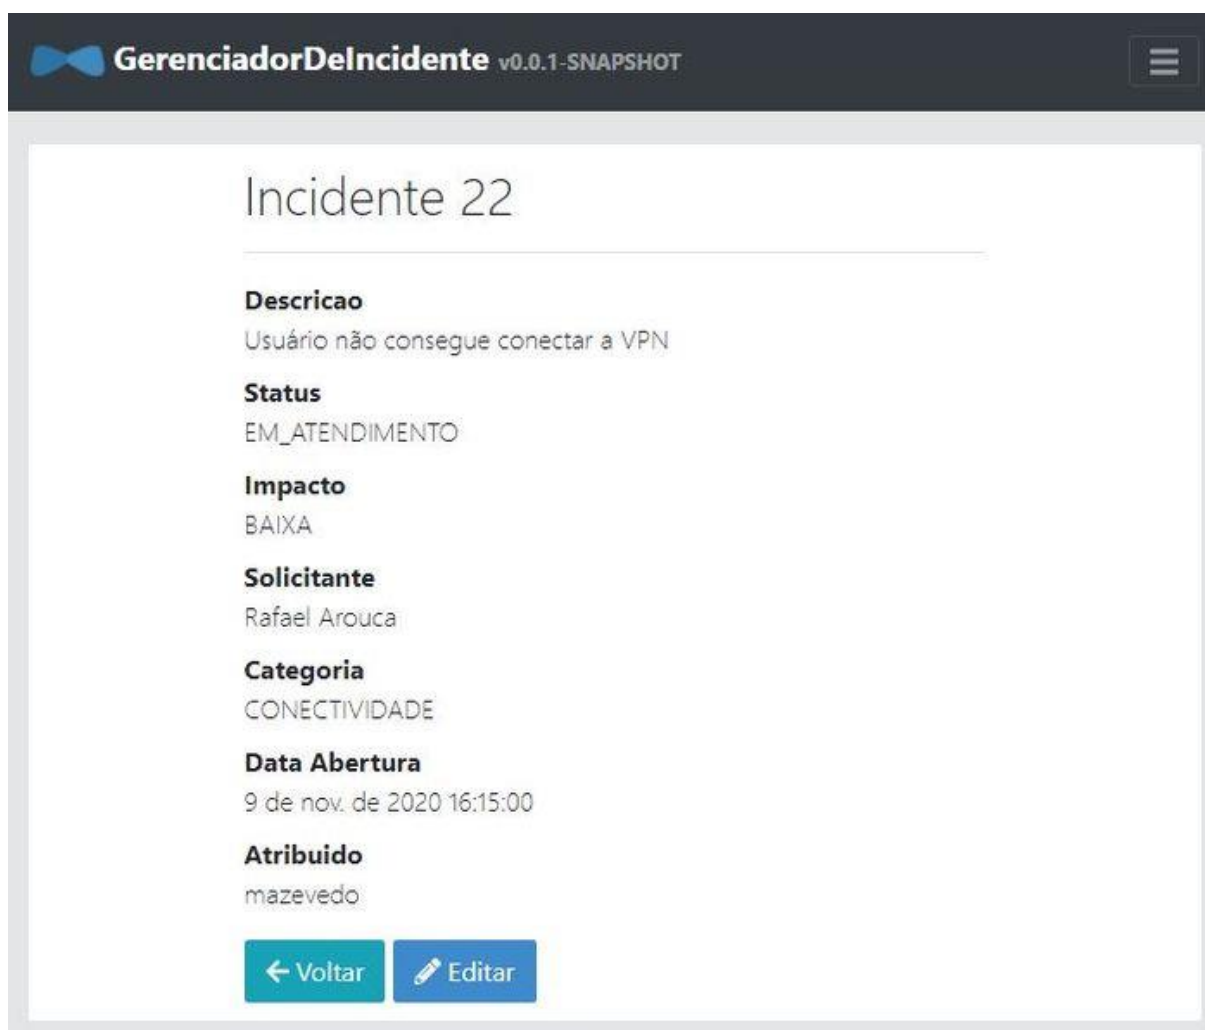 GerenciadorDeIncidente v0.0.1-SNAPSHOT
Incidente 22
Descricao
Usuário não consegue conectar a VPN
Status
EM_ATENDIMENTO
Impacto
BAIXA
Solicitante
Rafael Arouca
Categoria
CONECTIVIDADE
Data Abertura
9 de nov. de 2020 16:15:00
Atribuido
mazevedo
Voltar Editar